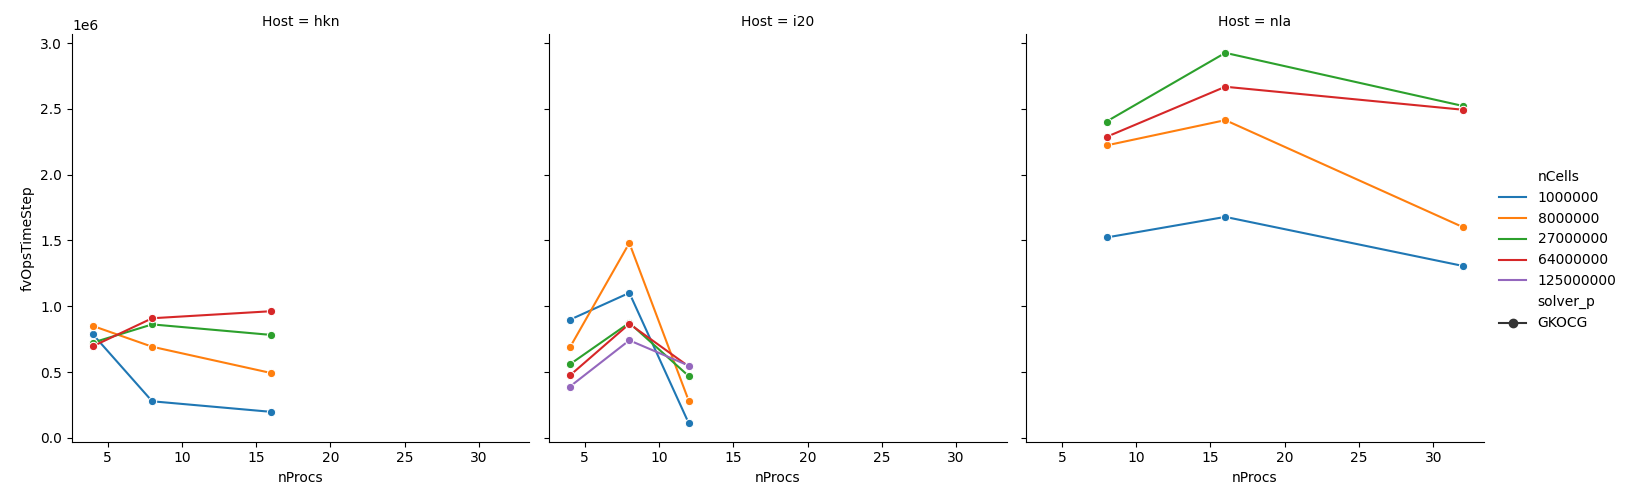 Host = hkn
Host = i20
Host = nla
1e6
3.0
2.5
2.0
1.5
1.0
0.5
0.0
fvOpsTimeStep
5 10 15 20 25 30
5 10 15 20 25 30
5 10 15 20 25 30
nProcs
nProcs
nProcs
nCells
1000000
8000000
27000000
64000000
125000000
solver_p
GKOCG